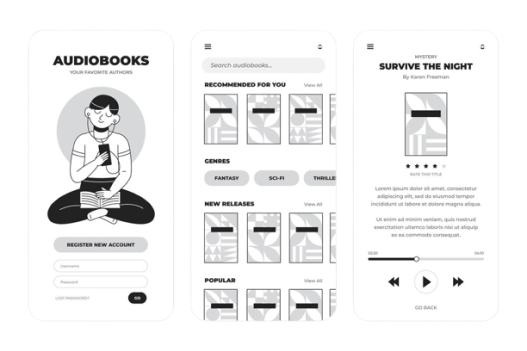 AUDIOBOOKS
YOUR FAVORITE AUTHORS
REGISTER NEW ACCOUNT
Username
Password
LOST PASSWORD?
GO
Search audiobooks...
RECOMMENDED FOR YOU
View All
GENRES
FANTASY
SCI-FI
THRILLE
NEW RELEASES
View All
POPULAR
View All
MYSTERY
SURVIVE THE NIGHT
By Karen Freeman
RATE THIS TITLE
Lorem ipsum dolor sit amet, consectetur
adipiscing elit, sed do eiusmod tempor
incididunt ut labore et dolore magna aliqua.
Ut enim ad minim veniam, quis nostrud
exercitation ullamco laboris nisi ut aliquip
ex ea commodo consequat.
GO BACK